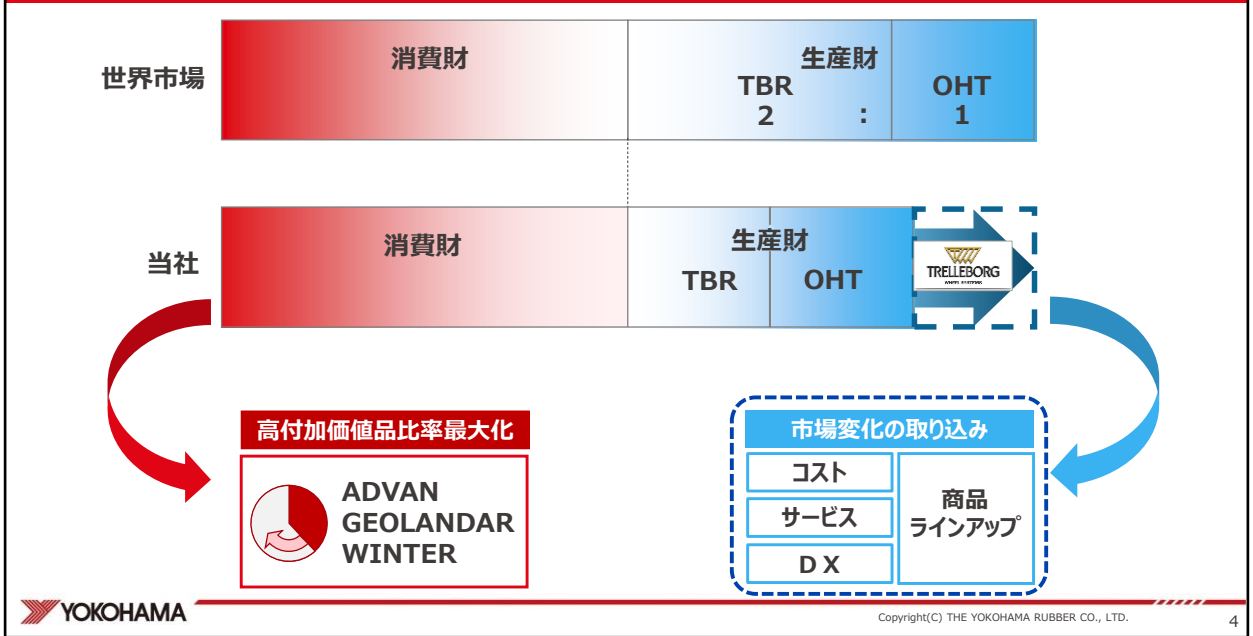 世界市場
消費財
生産財
TBR
OHT
2
:
1
当社
消費財
生産財
TBR
OHT
TRELLEBORG
WHEEL SYSTEMS
高付加価値品比率最大化
ADVAN
GEOLANDAR
WINTER
市場変化の取り込み
コスト
サービス
DX
商品
ラインアップ
YOKOHAMA
Copyright(C) THE YOKOHAMA RUBBER CO., LTD.
4